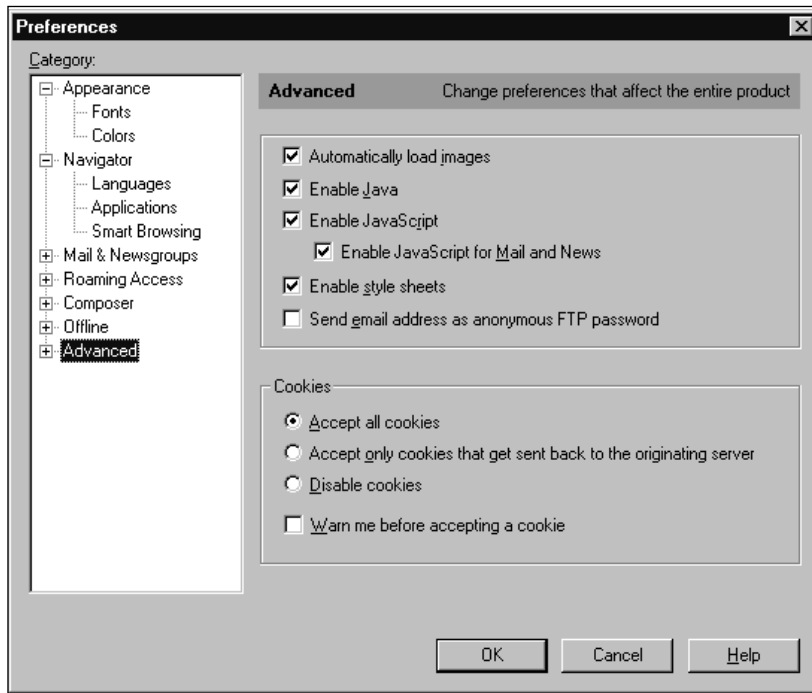 Preferences
Category:
Appearance
Fonts
Colors
Navigator
Languages
Applications
Smart Browsing
Mail & Newsgroups
Roaming Access
Composer
Offline
Advanced
Advanced Change preferences that affect the entire product
Automatically load images
Enable Java
Enable JavaScript
Enable JavaScript for Mail and News
Enable style sheets
Send email address as anonymous FTP password
Cookies
Accept all cookies
Accept only cookies that get sent back to the originating server
Disable cookies
Warn me before accepting a cookie
OK Cancel Help